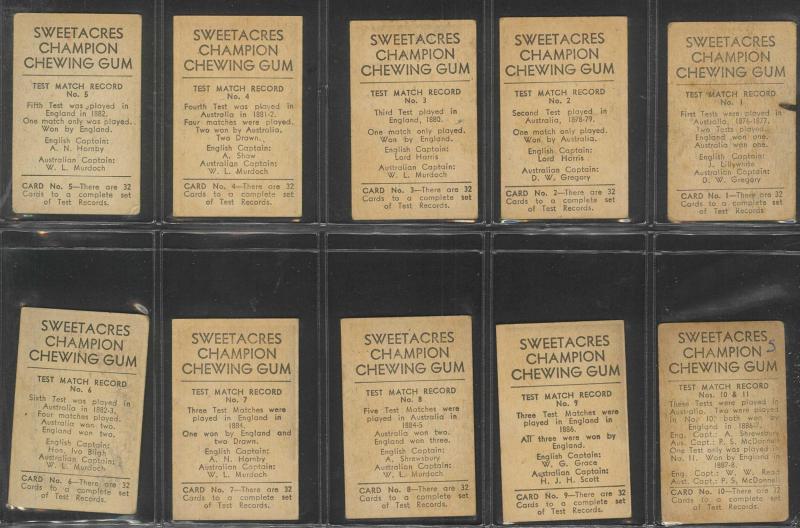 SWEETACRES
CHAMPION
CHEWING GUM
TEST MATCH RECORD
No. 5
Fifth Test was played in
England in 1882.
One match only was played.
Won by England.
English Captain:
A. N. Hornby
Australian Captain:
W. L. Murdoch
CARD No. 5—There are 32
Cards to a complete set
of Test Records.
SWEETACRES
CHAMPION
CHEWING GUM
TEST MATCH RECORD
No. 4
Fourth Test was played
in Australia in 1881-2.
Four matches were played.
Two won by Australia.
Two Drawn.
English Captain:
A. Shaw
Australian Captain:
W. L. Murdoch
CARD No. 4—There are 32
Cards to a complete set
of Test Records.
SWEETACRES
CHAMPION
CHEWING GUM
TEST MATCH RECORD
No. 3
Third Test played in
England, 1880.
One match only played.
Won by England.
English Captain:
Lord Harris
Australian Captain:
W. L. Murdoch
CARD No. 3—There are 32
Cards to a complete set
of Test Records.
SWEETACRES
CHAMPION
CHEWING GUM
TEST MATCH RECORD
No. 2
Second Test played in
Australia, 1878-79.
One match only played.
Won by Australia.
English Captain:
Lord Harris
Australian Captain:
D. W. Gregory
CARD No. 2—There are 32
Cards to a complete set
of Test Records.
SWEETACRES
CHAMPION
CHEWING GUM
TEST MATCH RECORD
No. 1
First Tests were played in
Australia, 1876-1877.
Two Tests played.
England won one.
Australia won one.
English Captain:
J. Lillywhite
Australian Captain:
D. W. Gregory
CARD No. 1—There are 32
Cards to a complete set
of Test Records.
SWEETACRES
CHAMPION
CHEWING GUM
TEST MATCH RECORD
No. 6
Sixth Test was played in
Australia in 1882-3.
Four matches played.
Australia won two.
England won two.
English Captain:
Hon. Ivo Bligh
Australian Captain:
W. L. Murdoch
CARD No. 6—There are 32
Cards to a complete set
of Test Records.
SWEETACRES
CHAMPION
CHEWING GUM
TEST MATCH RECORD
No. 7
Three Test Matches were
played in England in
1884.
One won by England and
two Drawn.
English Captain:
A. N. Hornby
Australian Captain:
W. L. Murdoch
CARD No. 7—There are 32
Cards to a complete set
of Test Records.
SWEETACRES
CHAMPION
CHEWING GUM
TEST MATCH RECORD
No. 8
Five Test Matches were
played in Australia in
1884-5
Australia won two.
England won three.
English Captain:
A. Shrewsbury
Australian Captain:
W. L. Murdoch
CARD No. 8—There are 32
Cards to a complete set
of Test Records.
SWEETACRES
CHAMPION
CHEWING GUM
TEST MATCH RECORD
No. 9
Three Test Matches were
played in England in
1886.
All three were won by
England.
English Captain:
W. G. Grace
Australian Captain:
H. J. H. Scott
CARD No. 9—There are 32
Cards to a complete set
of Test Records.
SWEETACRES
CHAMPION 5
CHEWING GUM
TEST MATCH RECORD
Nos. 10 & 11
These Tests were played in
Australia. Two were played
in No. 10; both won by
England in 1886-7.
Eng. Capt.: A. Shrewsbury
Aust. Capt.: P. S. McDonnell
One Test only was played in
No. 11. Won by England in
1887-8.
Eng. Capt.: W. W. Read
Aus. Capt.: P. S. McDonnell
CARD No. 10—There are 32
Cards to a complete set
of Test Records.